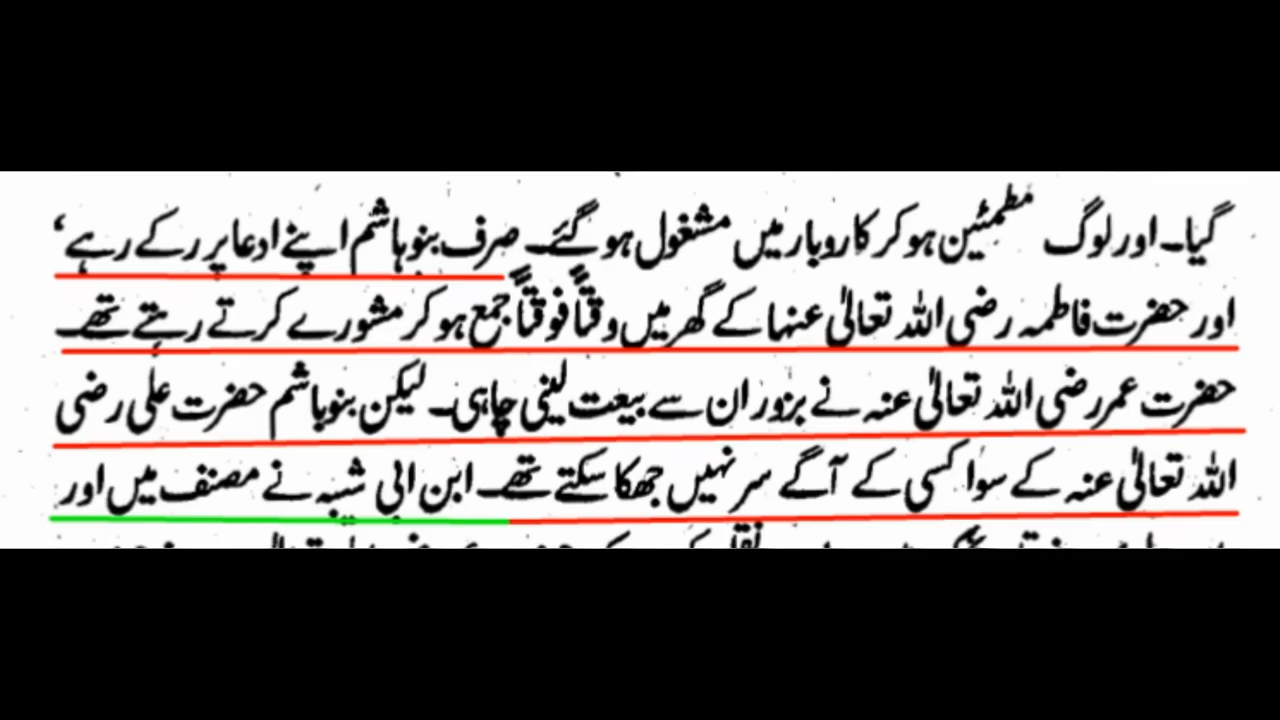 گیا۔ اور لوگ مطمئین ہو کر کاروبار میں مشغول ہو گئے۔ صرف بنو ہاشم اپنے ادعا پر رکے رہے،
اور حضرت فاطمہ رضی اللہ تعالیٰ عنہا کے گھر میں وقتاً فوقتاً جمع ہو کر مشورے کرتے رہتے تھے۔
حضرت عمر رضی اللہ تعالیٰ عنہ نے بزور ان سے بیعت لینی چاہی۔ لیکن بنو ہاشم حضرت علی رضی
اللہ تعالیٰ عنہ کے سوا کسی کے آگے سر نہیں جھکا سکتے تھے۔ ابن ابی شیبہ نے مصنف میں اور